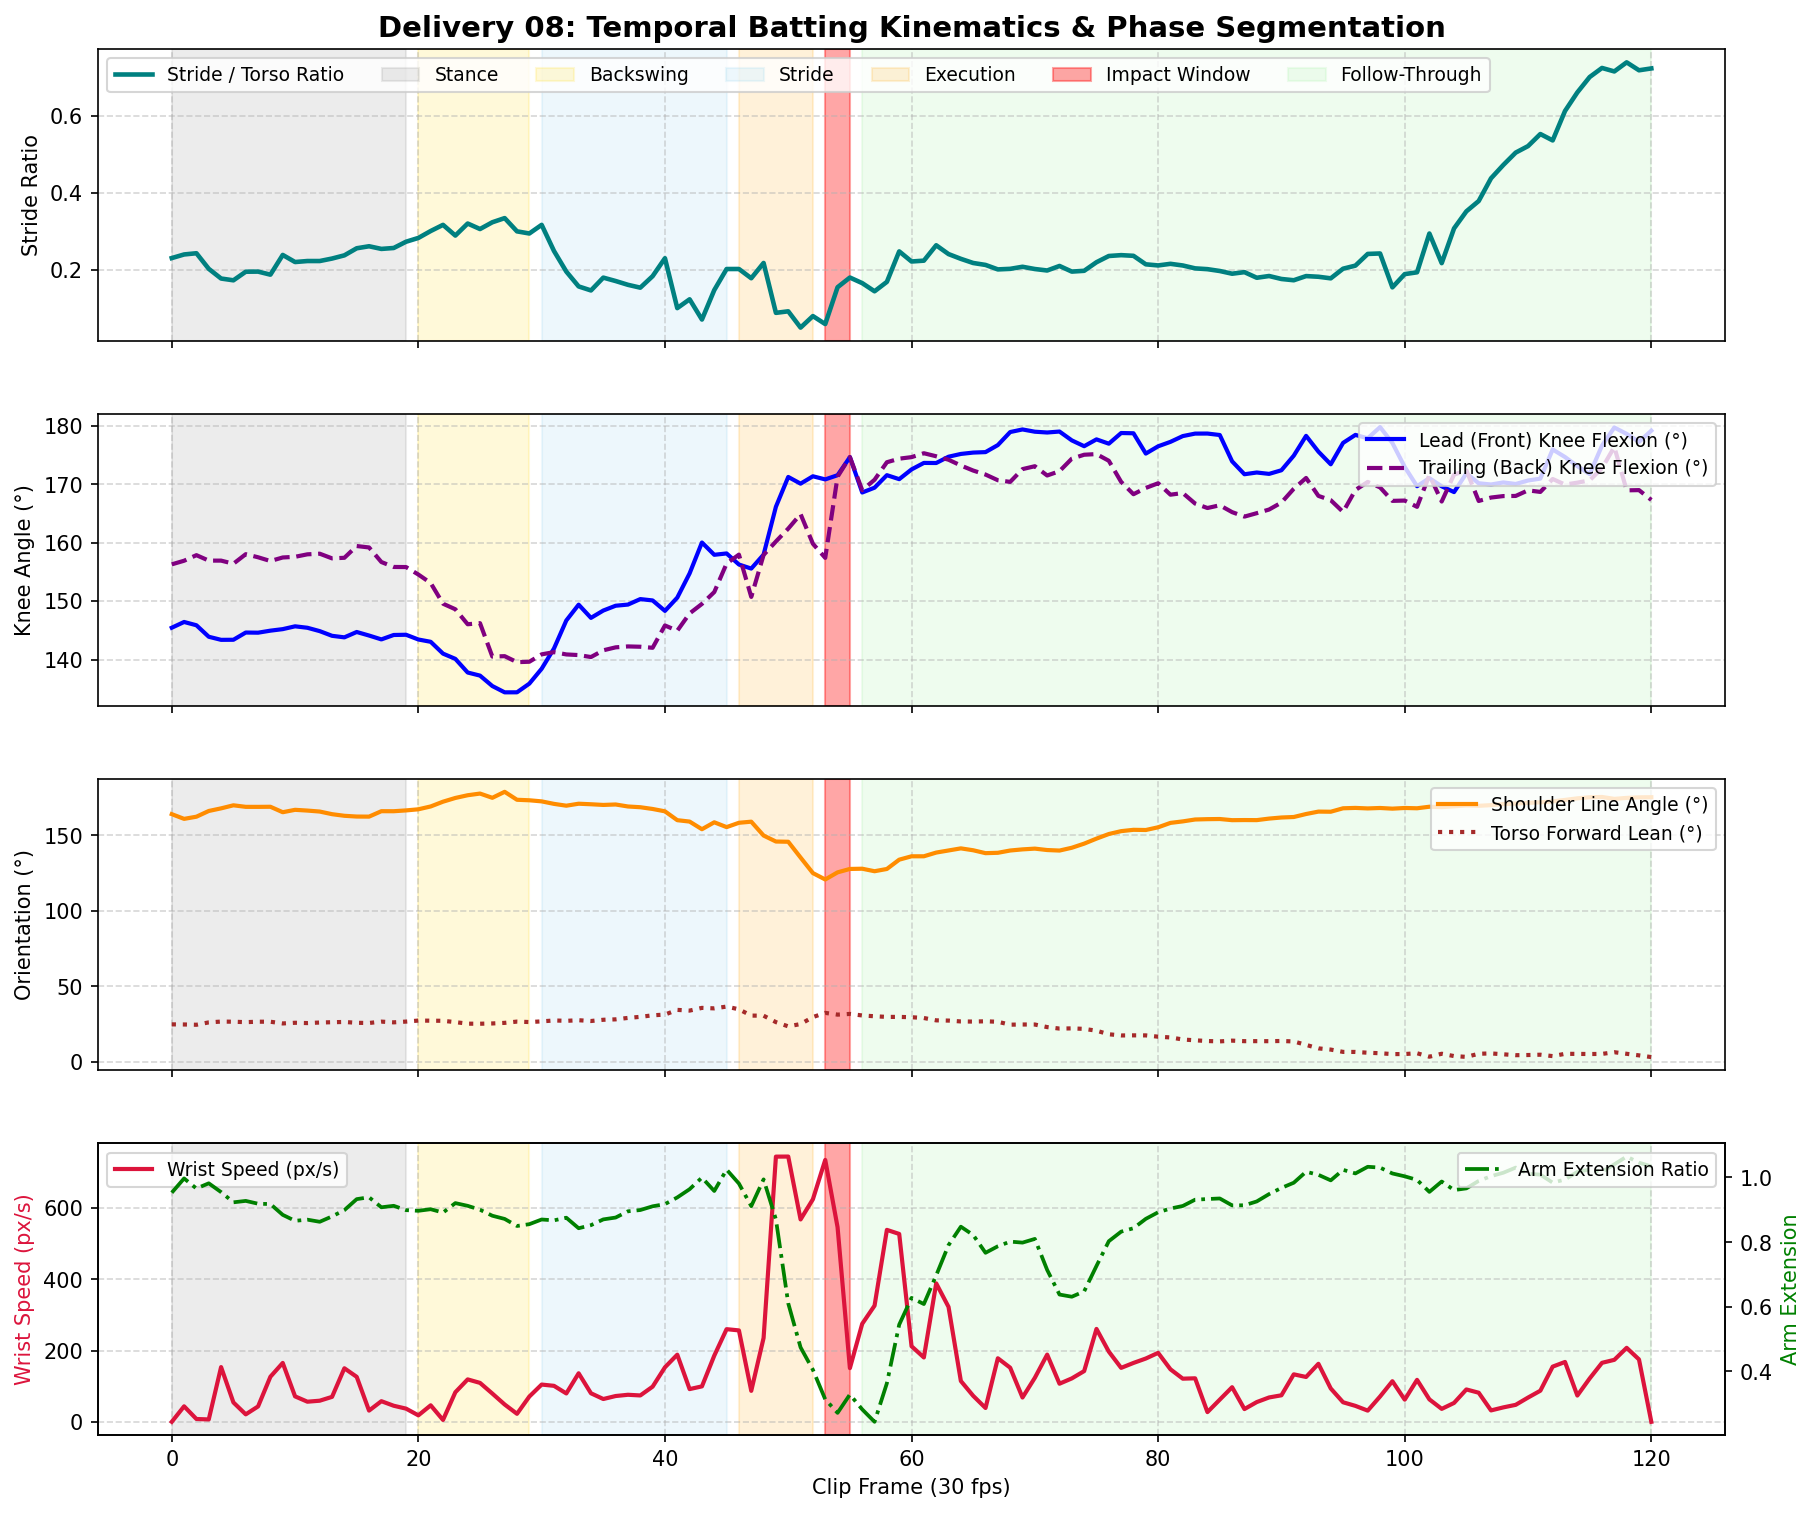 Delivery 08: Temporal Batting Kinematics & Phase Segmentation
Stride / Torso Ratio Stance Backswing Stride Execution Impact Window Follow-Through
Stride Ratio
0.6
0.4
0.2
Lead (Front) Knee Flexion (°)
Trailing (Back) Knee Flexion (°)
Knee Angle (°)
180
170
160
150
140
Shoulder Line Angle (°)
Torso Forward Lean (°)
Orientation (°)
150
100
50
0
Wrist Speed (px/s)
Arm Extension Ratio
Wrist Speed (px/s)
600
400
200
0
1.0
0.8
0.6
0.4
Arm Extension
0 20 40 60 80 100 120
Clip Frame (30 fps)